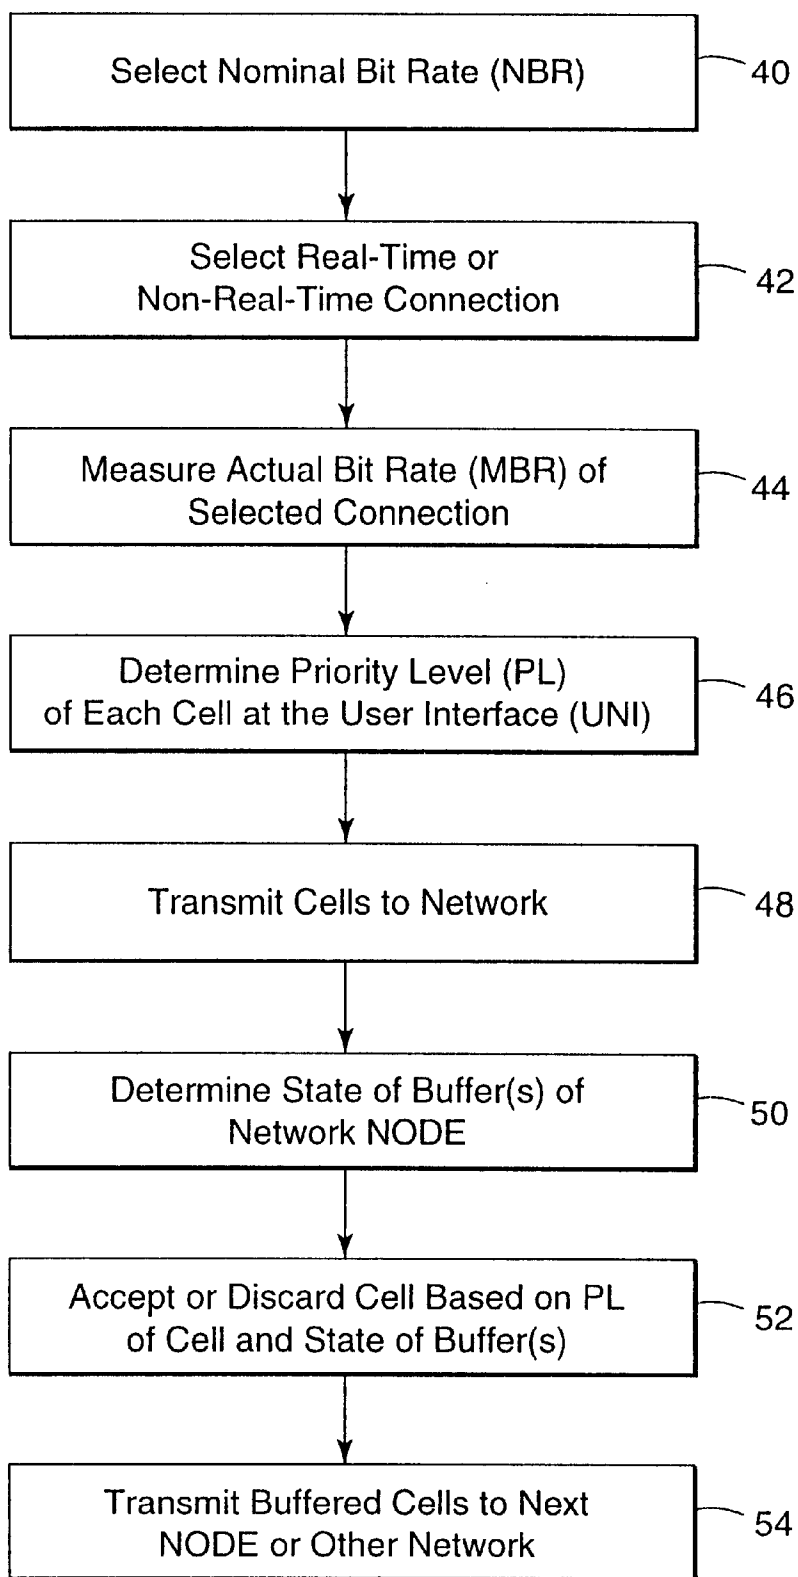 Select Nominal Bit Rate (NBR)
40
Select Real-Time or
Non-Real-Time Connection
42
Measure Actual Bit Rate (MBR) of
Selected Connection
44
Determine Priority Level (PL)
of Each Cell at the User Interface (UNI)
46
Transmit Cells to Network
48
Determine State of Buffer(s) of
Network NODE
50
Accept or Discard Cell Based on PL
of Cell and State of Buffer(s)
52
Transmit Buffered Cells to Next
NODE or Other Network
54